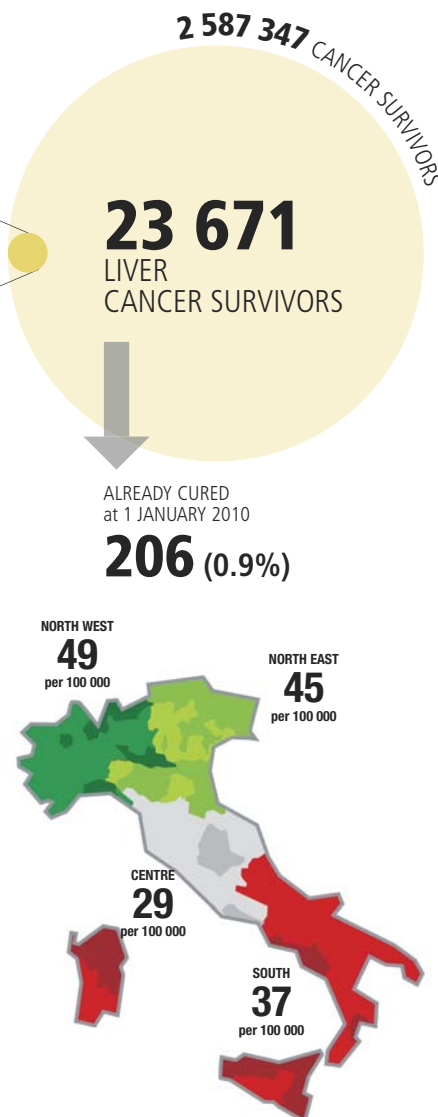 2 587 347 CANCER SURVIVORS
23 671
LIVER
CANCER SURVIVORS
ALREADY CURED
at 1 JANUARY 2010
206 (0.9%)
NORTH WEST
49
per 100 000
NORTH EAST
45
per 100 000
CENTRE
29
per 100 000
SOUTH
37
per 100 000